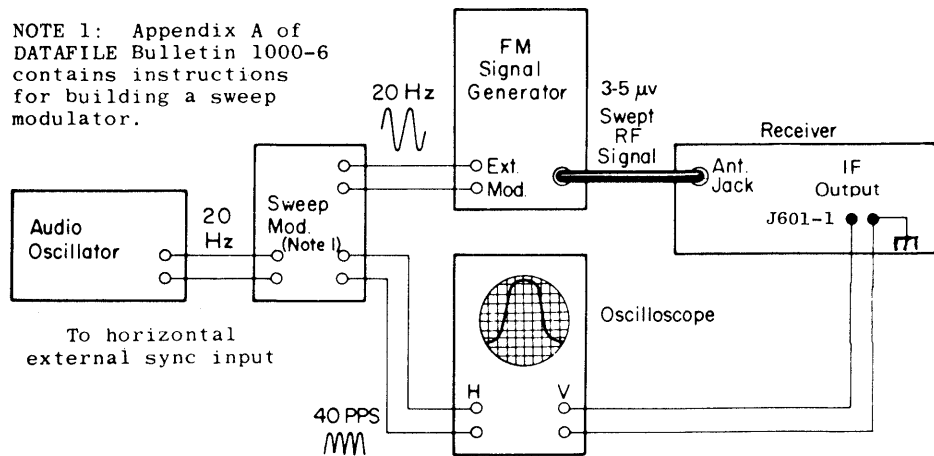 NOTE 1: Appendix A of
DATAFILE Bulletin 1000-6
contains instructions
for building a sweep
modulator.
20 Hz
FM
Signal
Generator
Ext.
Mod.
3-5 μv
Swept
RF
Signal
Receiver
Ant.
Jack
IF
Output
J601-1
Audio
Oscillator
20
Hz
Sweep
Mod.
(Note 1)
To horizontal
external sync input
40 PPS
H
V
Oscilloscope